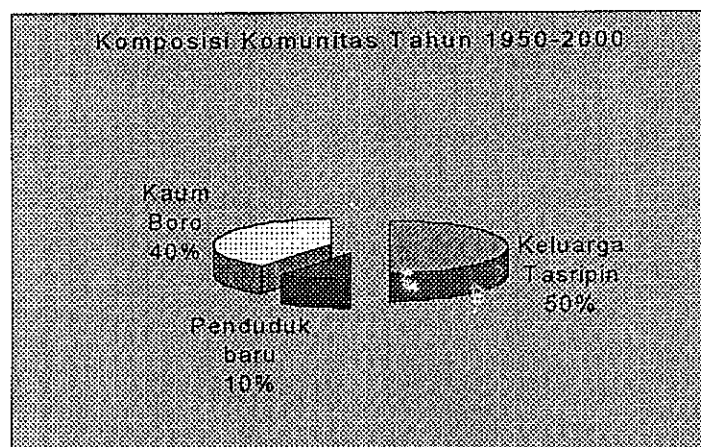 Komposisi Komunitas Tahun 1950-2000
Kaum
Boro
40%
Keluarga
Tasripin
50%
Penduduk
baru
10%